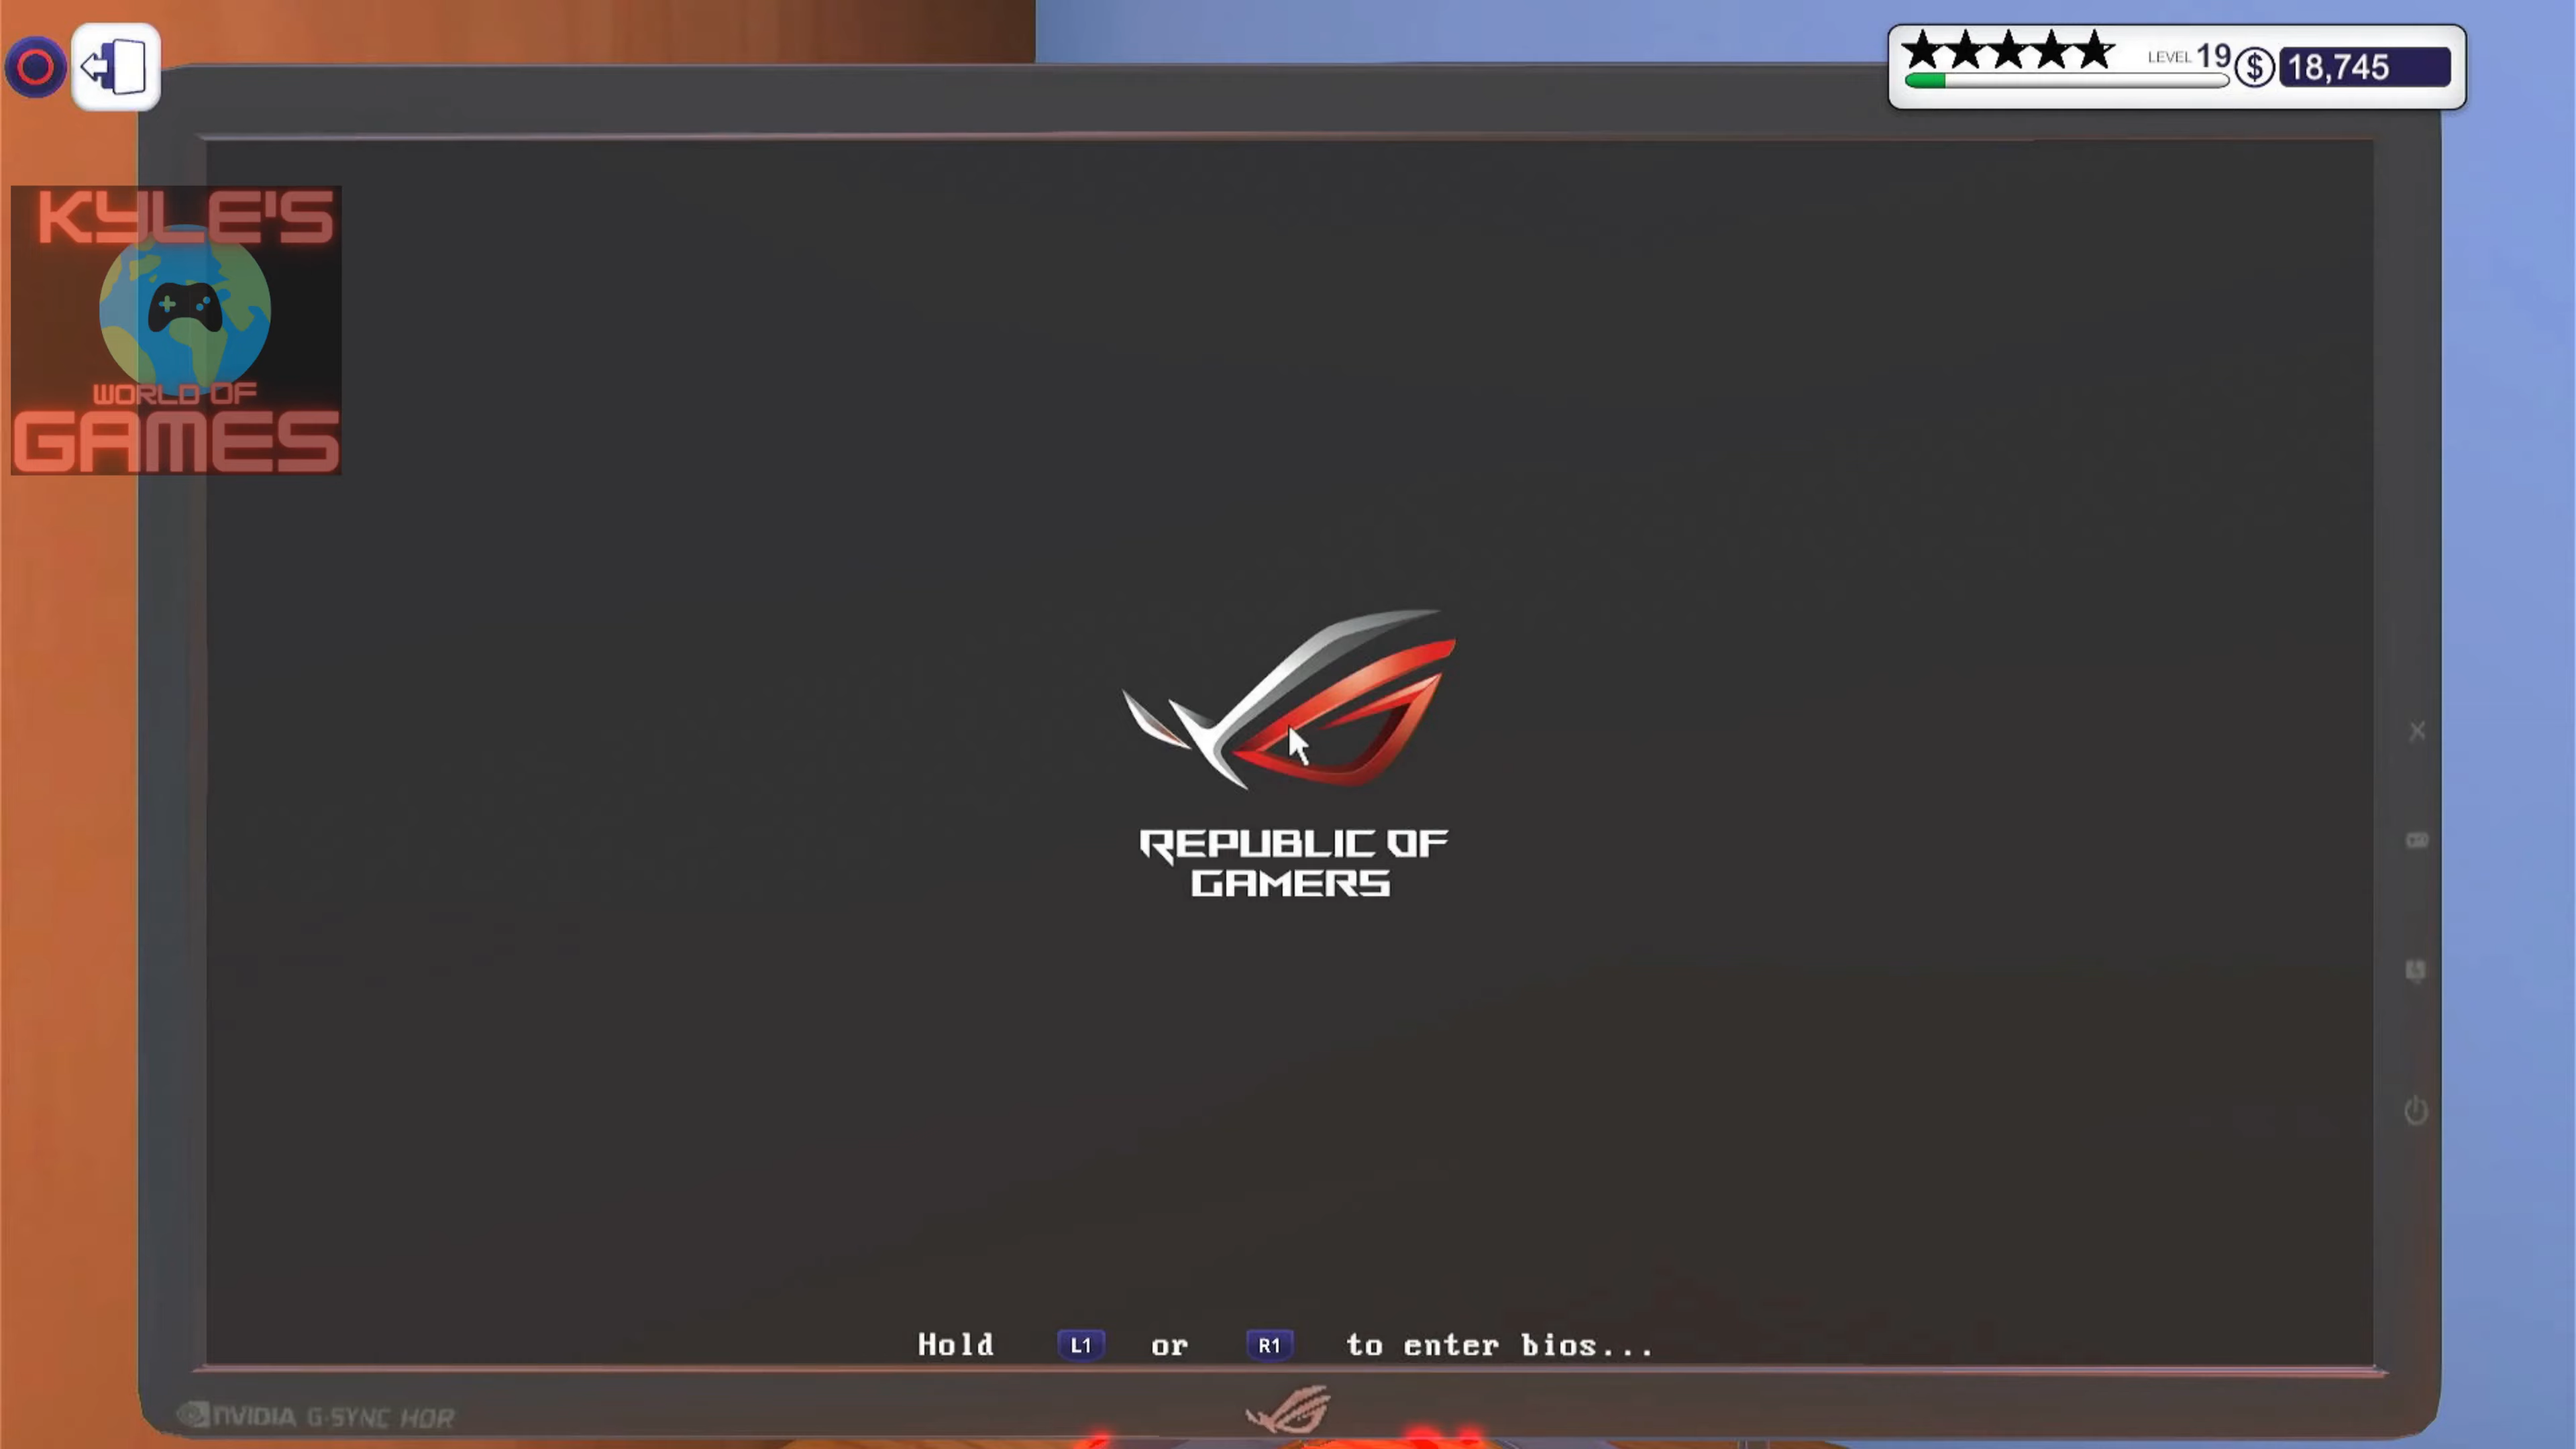 LEVEL 19 $ 18,745
KYLE'S
WORLD OF
GAMES
REPUBLIC OF
GAMERS
Hold L1 or R1 to enter bios...
NVIDIA G-SYNC HDR